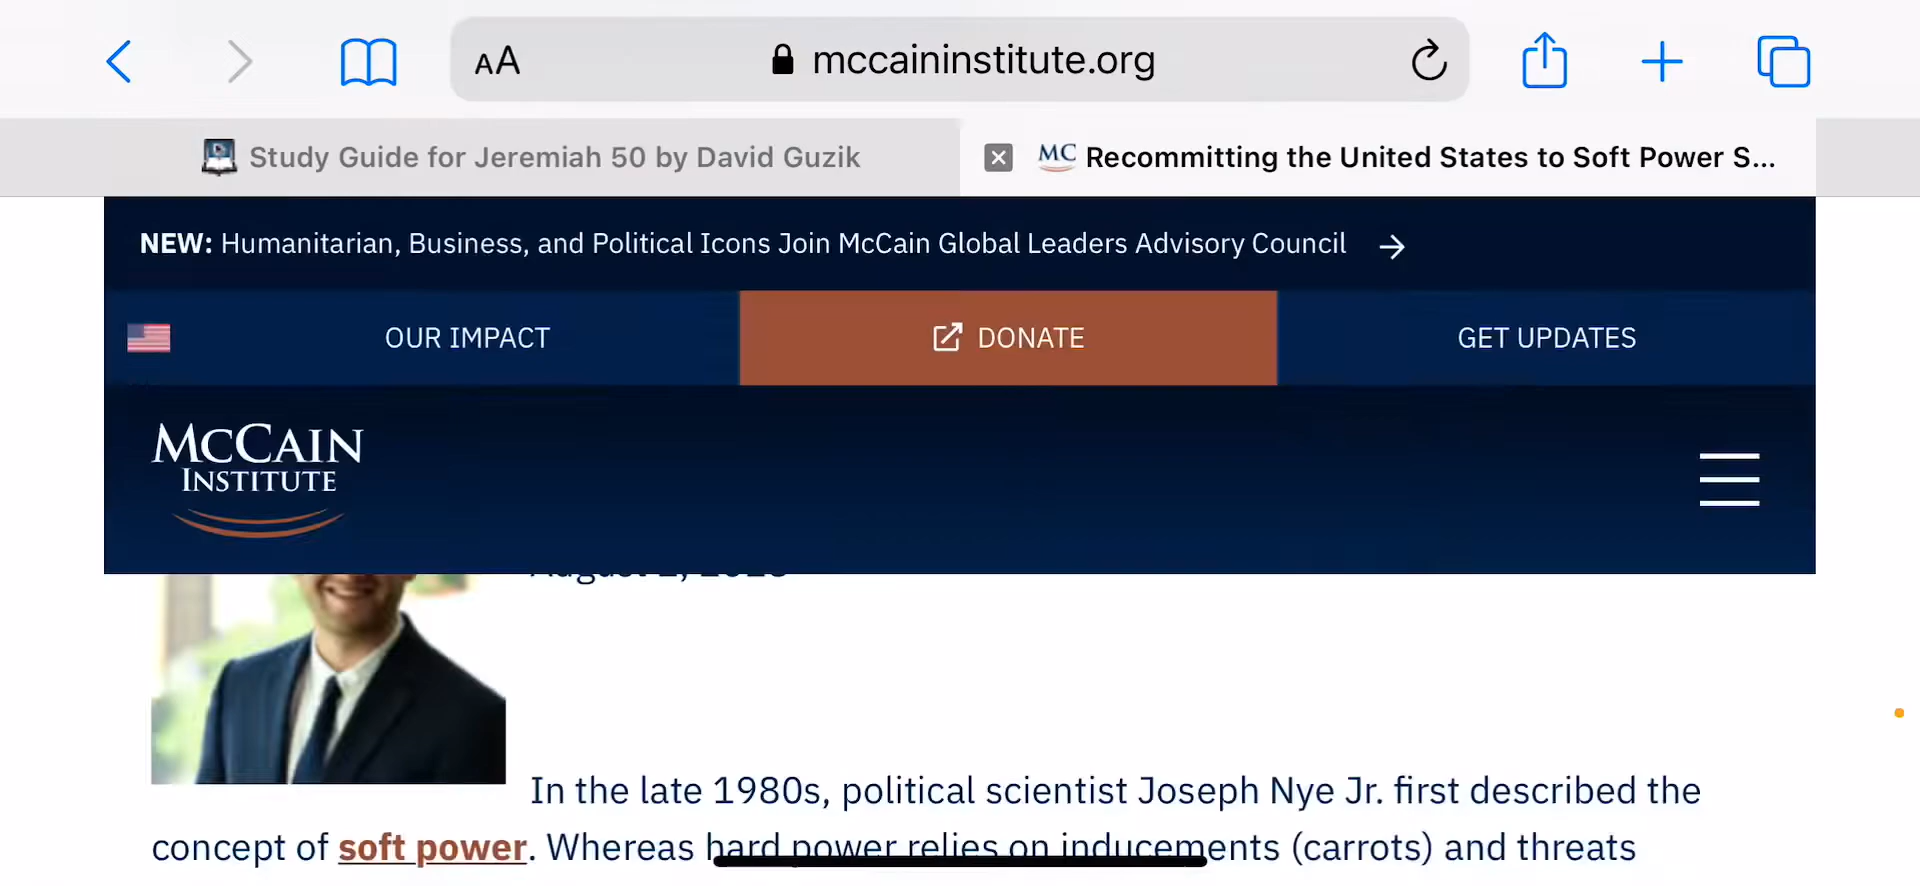 AA mccaininstitute.org
Study Guide for Jeremiah 50 by David Guzik
MC Recommitting the United States to Soft Power S...
NEW: Humanitarian, Business, and Political Icons Join McCain Global Leaders Advisory Council
OUR IMPACT
DONATE
GET UPDATES
MCCAIN
INSTITUTE
In the late 1980s, political scientist Joseph Nye Jr. first described the
concept of soft power. Whereas hard power relies on inducements (carrots) and threats